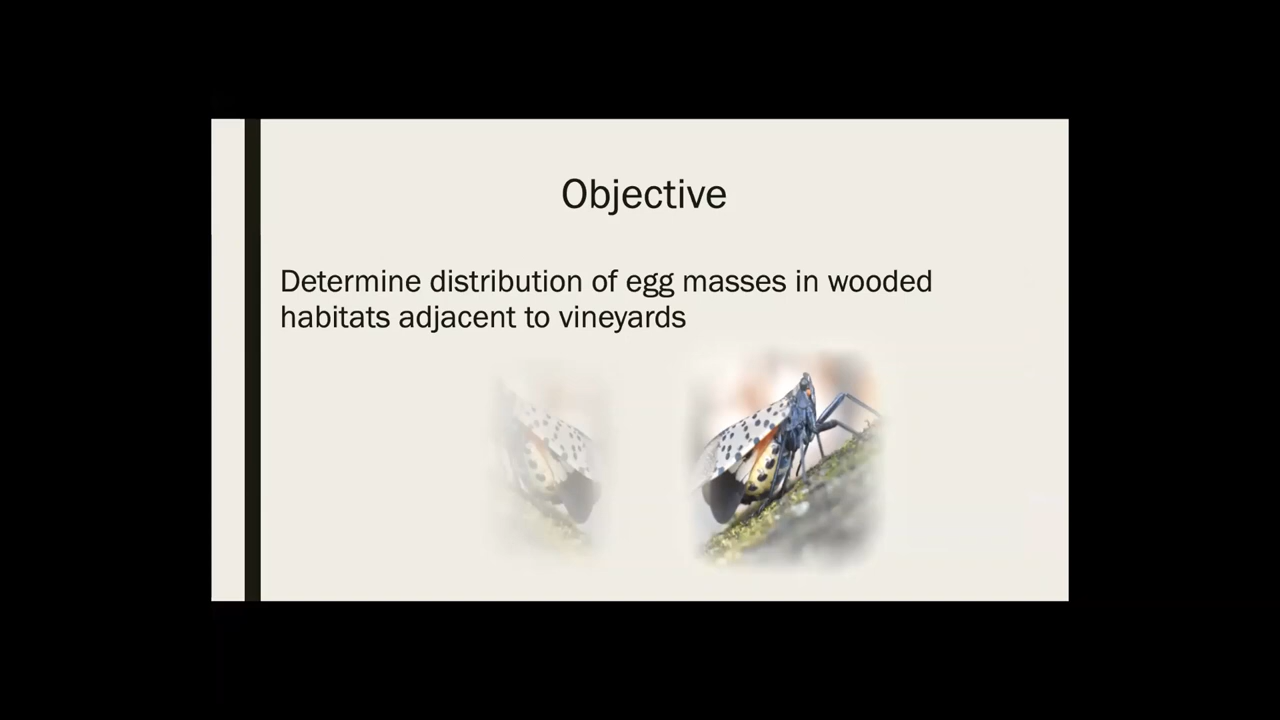 Objective
Determine distribution of egg masses in wooded
habitats adjacent to vineyards